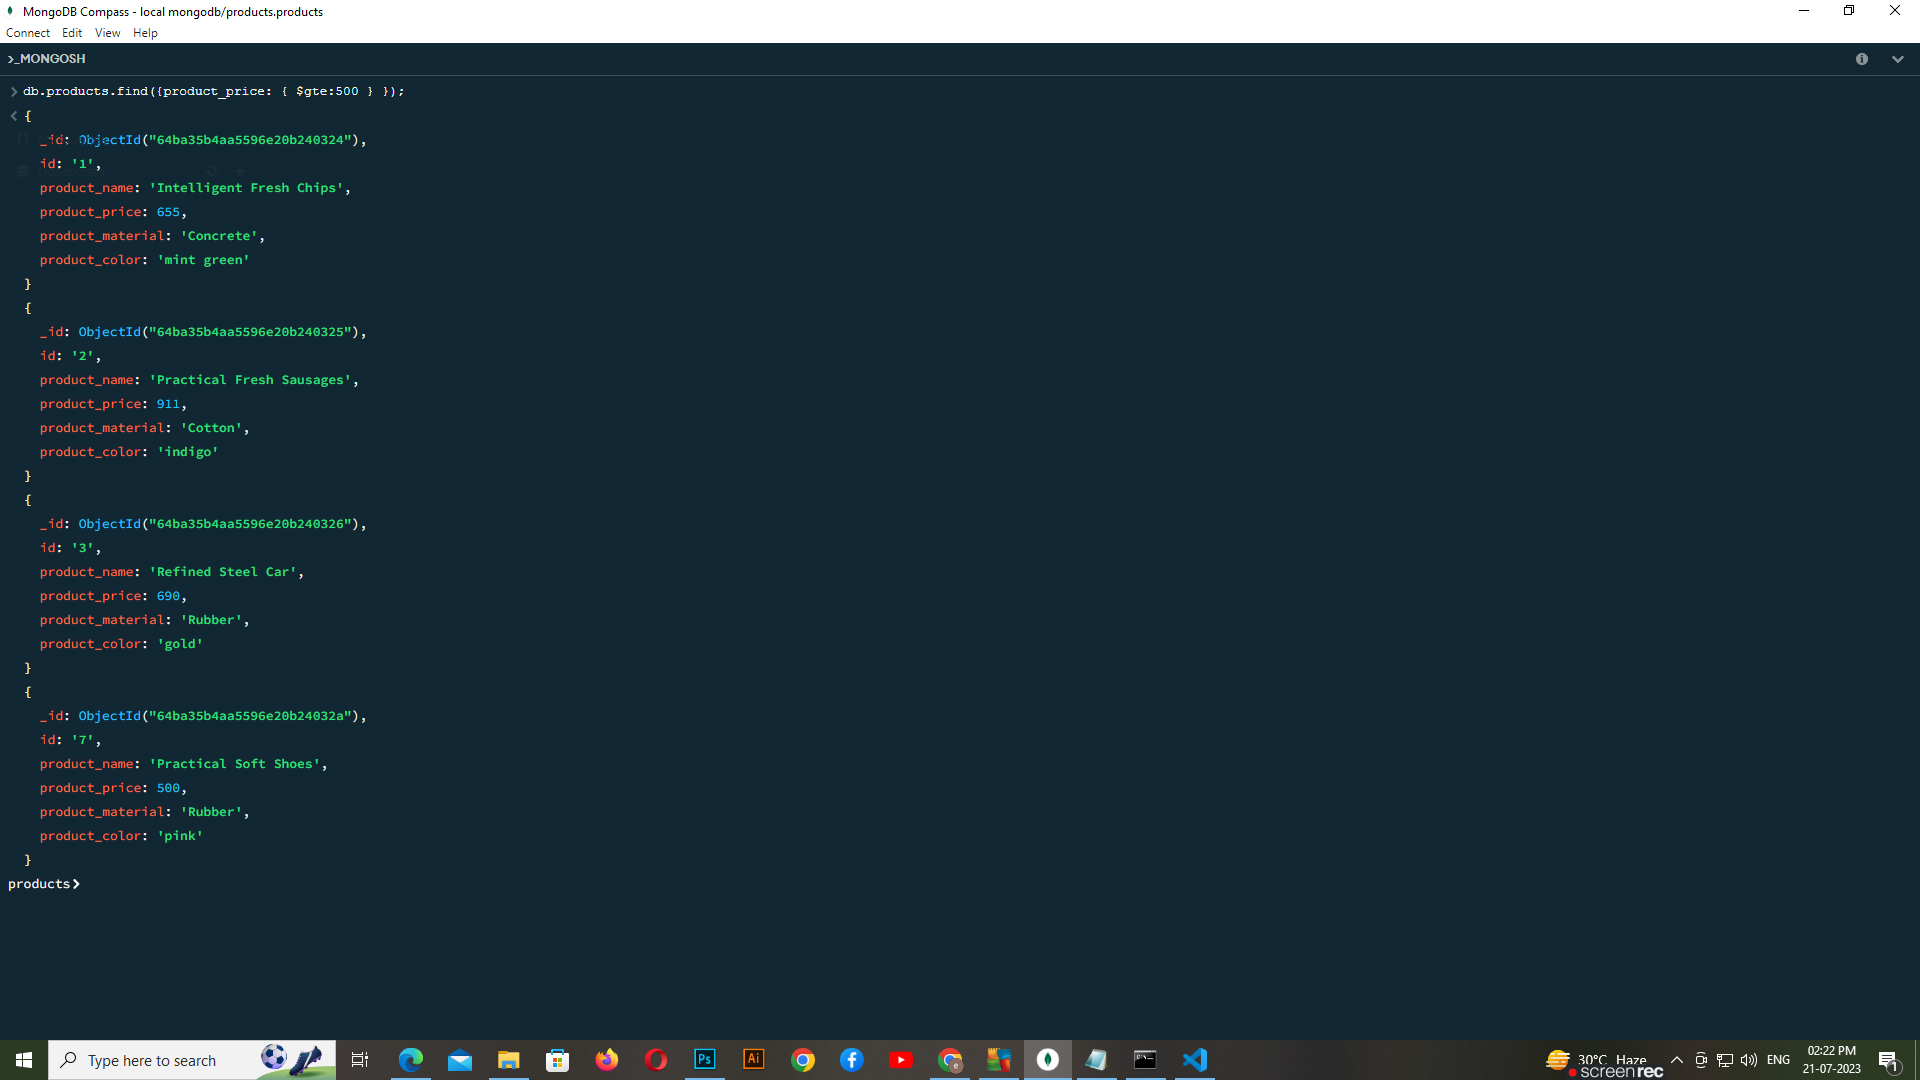 MongoDB Compass - local mongodb/products.products
Connect Edit View Help
>_MONGOSH
> db.products.find({product_price: { $gte:500 } });
< {
_id: ObjectId("64ba35b4aa5596e20b240324"),
id: '1',
product_name: 'Intelligent Fresh Chips',
product_price: 655,
product_material: 'Concrete',
product_color: 'mint green'
}
{
_id: ObjectId("64ba35b4aa5596e20b240325"),
id: '2',
product_name: 'Practical Fresh Sausages',
product_price: 911,
product_material: 'Cotton',
product_color: 'indigo'
}
{
_id: ObjectId("64ba35b4aa5596e20b240326"),
id: '3',
product_name: 'Refined Steel Car',
product_price: 690,
product_material: 'Rubber',
product_color: 'gold'
}
{
_id: ObjectId("64ba35b4aa5596e20b24032a"),
id: '7',
product_name: 'Practical Soft Shoes',
product_price: 500,
product_material: 'Rubber',
product_color: 'pink'
}
products>
Type here to search
Ps
Ai
e
30°C Haze
ENG
02:22 PM
21-07-2023
1
screenrec